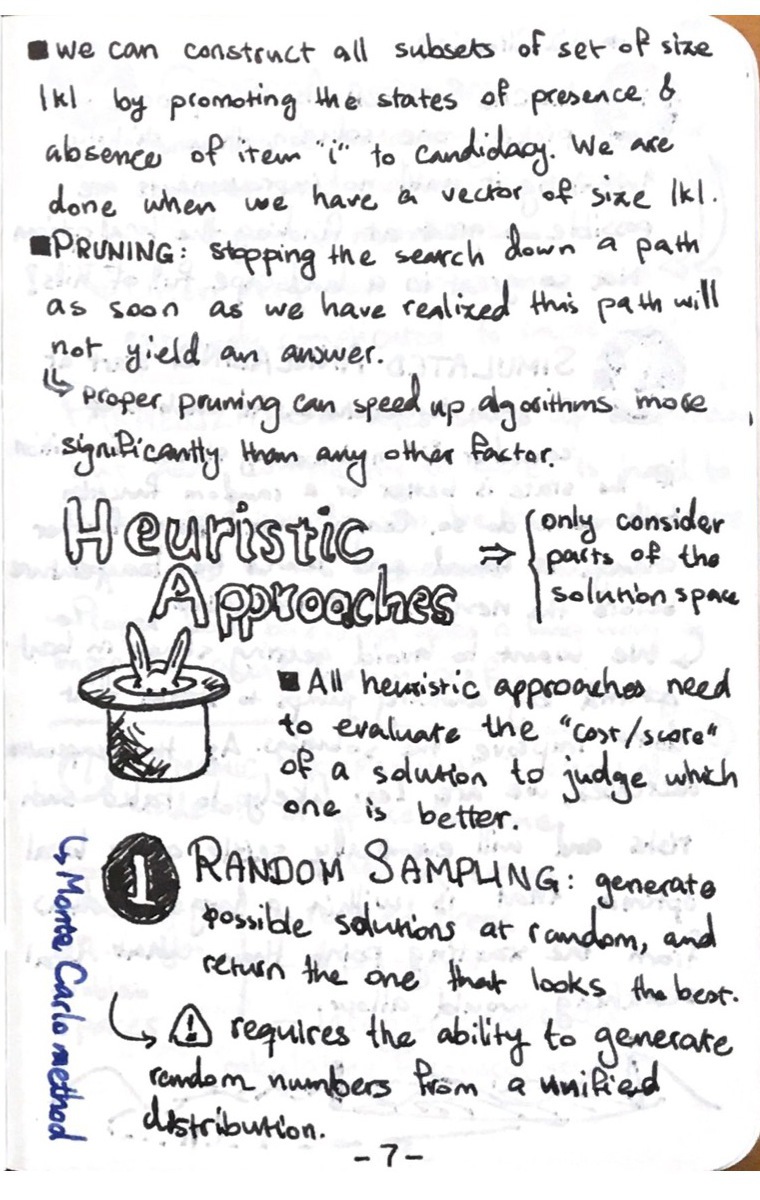 ■ we can construct all subsets of set of size
|k| by promoting the states of presence &
absence of item "i" to candidacy. We are
done when we have a vector of size |k|.
■ PRUNING: stopping the search down a path
as soon as we have realized this path will
not yield an answer.
↳ proper pruning can speed up algorithms more
significantly than any other factor.
Heuristic
Approaches
⇒ { only consider
parts of the
solution space
■ All heuristic approaches need
to evaluate the "cost/score"
of a solution to judge which
one is better.
1 RANDOM SAMPLING: generate
possible solutions at random, and
return the one that looks the best.
↳ Monte Carlo method
↳ ⚠ requires the ability to generate
random numbers from a unified
distribution.
-7-